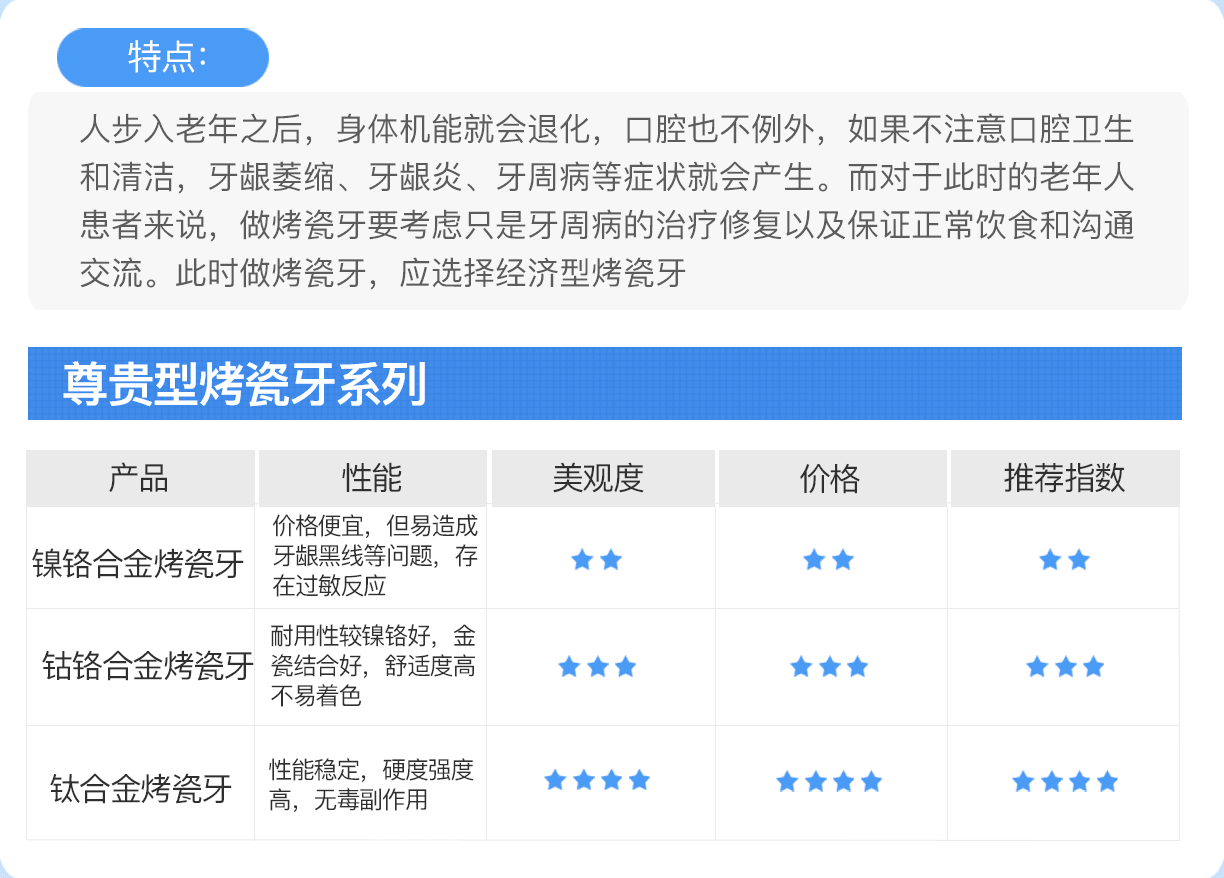 特点：
人步入老年之后，身体机能就会退化，口腔也不例外，如果不注意口腔卫生
和清洁，牙龈萎缩、牙龈炎、牙周病等症状就会产生。而对于此时的老年人
患者来说，做烤瓷牙要考虑只是牙周病的治疗修复以及保证正常饮食和沟通
交流。此时做烤瓷牙，应选择经济型烤瓷牙
尊贵型烤瓷牙系列
产品 性能 美观度 价格 推荐指数
镍铬合金烤瓷牙
价格便宜，但易造成
牙龈黑线等问题，存
在过敏反应
★★ ★★ ★★
钴铬合金烤瓷牙
耐用性较镍铬好，金
瓷结合好，舒适度高
不易着色
★★★ ★★★ ★★★
钛合金烤瓷牙
性能稳定，硬度强度
高，无毒副作用
★★★★ ★★★★ ★★★★